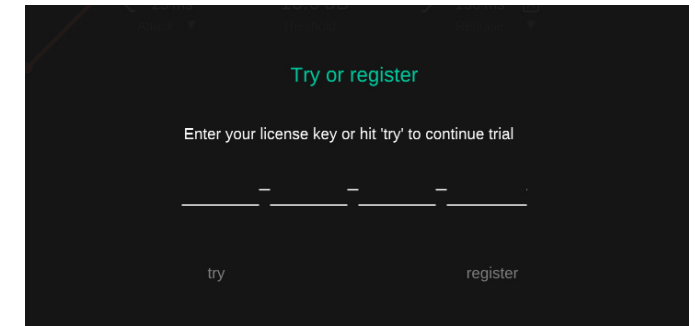 Try or register
Enter your license key or hit 'try' to continue trial
try register